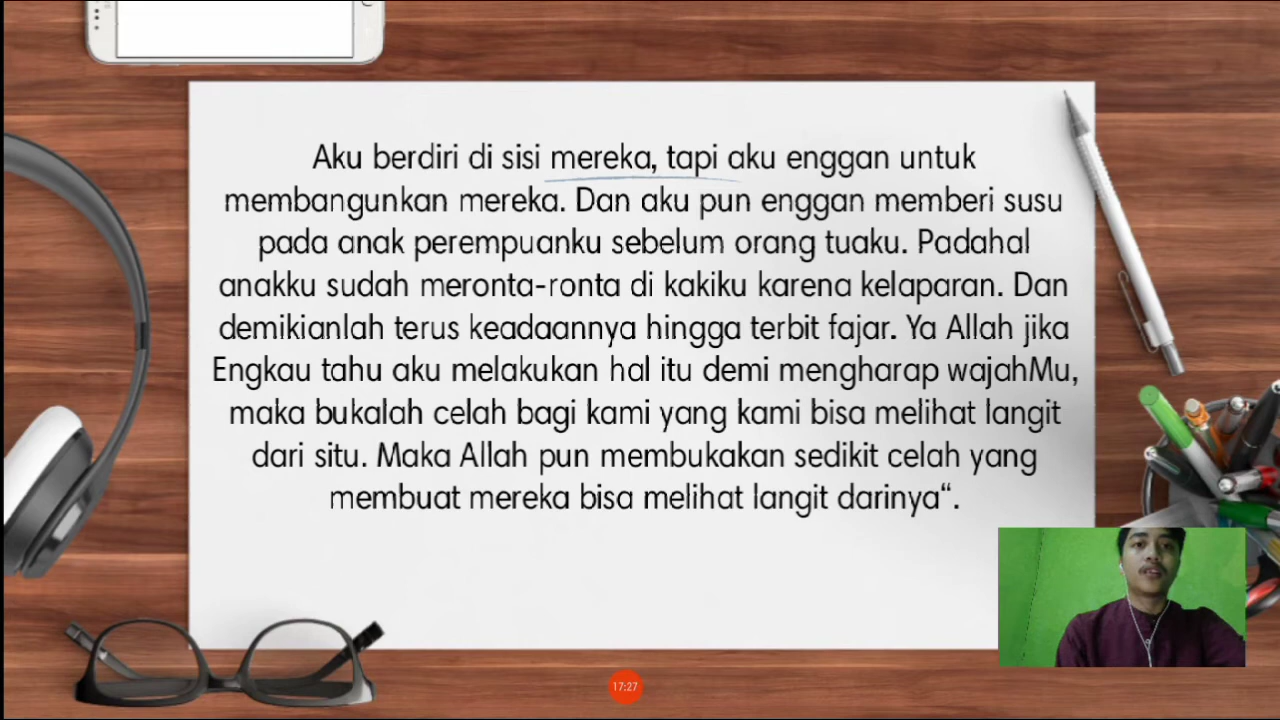 Aku berdiri di sisi mereka, tapi aku enggan untuk
membangunkan mereka. Dan aku pun enggan memberi susu
pada anak perempuanku sebelum orang tuaku. Padahal
anakku sudah meronta-ronta di kakiku karena kelaparan. Dan
demikianlah terus keadaannya hingga terbit fajar. Ya Allah jika
Engkau tahu aku melakukan hal itu demi mengharap wajahMu,
maka bukalah celah bagi kami yang kami bisa melihat langit
dari situ. Maka Allah pun membukakan sedikit celah yang
membuat mereka bisa melihat langit darinya“.
17:27